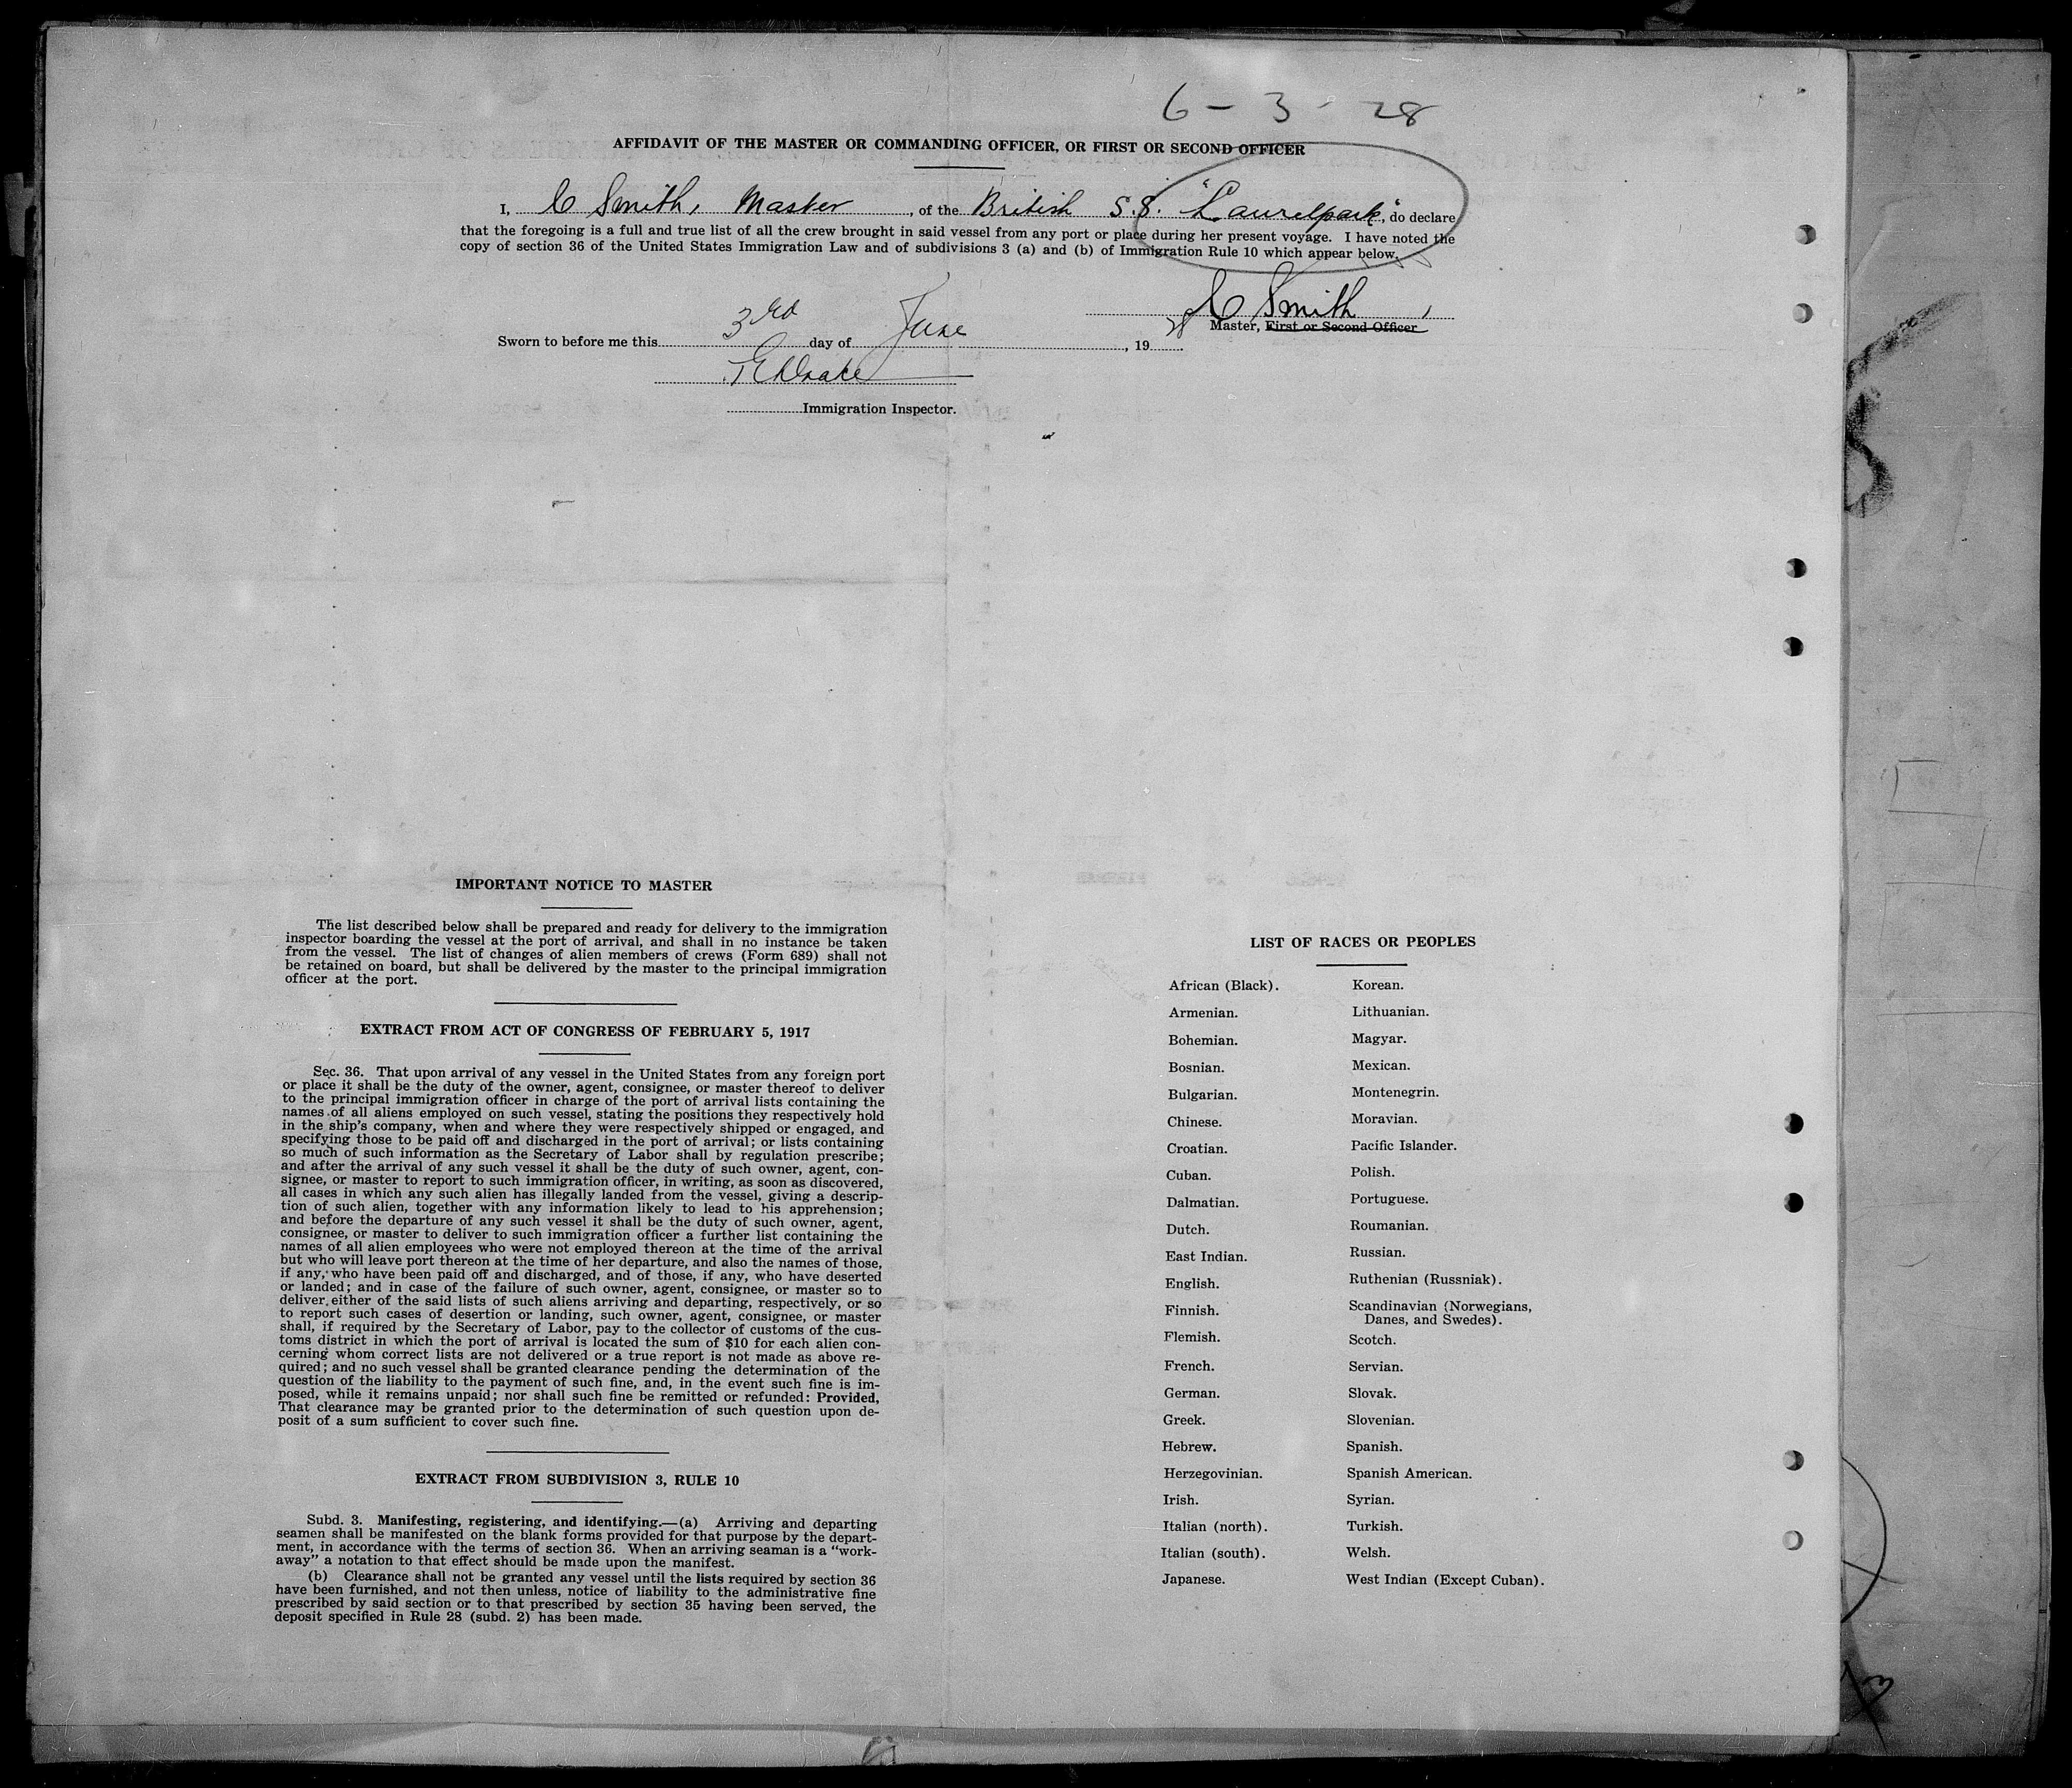 6 - 3 - 28
AFFIDAVIT OF THE MASTER OR COMMANDING OFFICER, OR FIRST OR SECOND OFFICER
I, C Smith, Master, of the British S.S. "Laurelpark", do declare
that the foregoing is a full and true list of all the crew brought in said vessel from any port or place during her present voyage. I have noted the
copy of section 36 of the United States Immigration Law and of subdivisions 3 (a) and (b) of Immigration Rule 10 which appear below.
C Smith
Master, First or Second Officer
Sworn to before me this 3rd day of June, 1928
Immigration Inspector.
IMPORTANT NOTICE TO MASTER
The list described below shall be prepared and ready for delivery to the immigration
inspector boarding the vessel at the port of arrival, and shall in no instance be taken
from the vessel. The list of changes of alien members of crews (Form 689) shall not
be retained on board, but shall be delivered by the master to the principal immigration
officer at the port.
EXTRACT FROM ACT OF CONGRESS OF FEBRUARY 5, 1917
Sec. 36. That upon arrival of any vessel in the United States from any foreign port
or place it shall be the duty of the owner, agent, consignee, or master thereof to deliver
to the principal immigration officer in charge of the port of arrival lists containing the
names of all aliens employed on such vessel, stating the positions they respectively hold
in the ship's company, when and where they were respectively shipped or engaged, and
specifying those to be paid off and discharged in the port of arrival; or lists containing
so much of such information as the Secretary of Labor shall by regulation prescribe;
and after the arrival of any such vessel it shall be the duty of such owner, agent, con-
signee, or master to report to such immigration officer, in writing, as soon as discovered,
all cases in which any such alien has illegally landed from the vessel, giving a descrip-
tion of such alien, together with any information likely to lead to his apprehension;
and before the departure of any such vessel it shall be the duty of such owner, agent,
consignee, or master to deliver to such immigration officer a further list containing the
names of all alien employees who were not employed thereon at the time of the arrival
but who will leave port thereon at the time of her departure, and also the names of those,
if any, who have been paid off and discharged, and of those, if any, who have deserted
or landed; and in case of the failure of such owner, agent, consignee, or master so to
deliver either of the said lists of such aliens arriving and departing, respectively, or so
to report such cases of desertion or landing, such owner, agent, consignee, or master
shall, if required by the Secretary of Labor, pay to the collector of customs of the cus-
toms district in which the port of arrival is located the sum of $10 for each alien con-
cerning whom correct lists are not delivered or a true report is not made as above re-
quired; and no such vessel shall be granted clearance pending the determination of the
question of the liability to the payment of such fine, and, in the event such fine is im-
posed, while it remains unpaid; nor shall such fine be remitted or refunded: Provided,
That clearance may be granted prior to the determination of such question upon de-
posit of a sum sufficient to cover such fine.
EXTRACT FROM SUBDIVISION 3, RULE 10
Subd. 3. Manifesting, registering, and identifying.—(a) Arriving and departing
seamen shall be manifested on the blank forms provided for that purpose by the depart-
ment, in accordance with the terms of section 36. When an arriving seaman is a "work-
away" a notation to that effect should be made upon the manifest.
(b) Clearance shall not be granted any vessel until the lists required by section 36
have been furnished, and not then unless, notice of liability to the administrative fine
prescribed by said section or to that prescribed by section 35 having been served, the
deposit specified in Rule 28 (subd. 2) has been made.
LIST OF RACES OR PEOPLES
African (Black).
Armenian.
Bohemian.
Bosnian.
Bulgarian.
Chinese.
Croatian.
Cuban.
Dalmatian.
Dutch.
East Indian.
English.
Finnish.
Flemish.
French.
German.
Greek.
Hebrew.
Herzegovinian.
Irish.
Italian (north).
Italian (south).
Japanese.
Korean.
Lithuanian.
Magyar.
Mexican.
Montenegrin.
Moravian.
Pacific Islander.
Polish.
Portuguese.
Roumanian.
Russian.
Ruthenian (Russniak).
Scandinavian (Norwegians,
Danes, and Swedes).
Scotch.
Servian.
Slovak.
Slovenian.
Spanish.
Spanish American.
Syrian.
Turkish.
Welsh.
West Indian (Except Cuban).